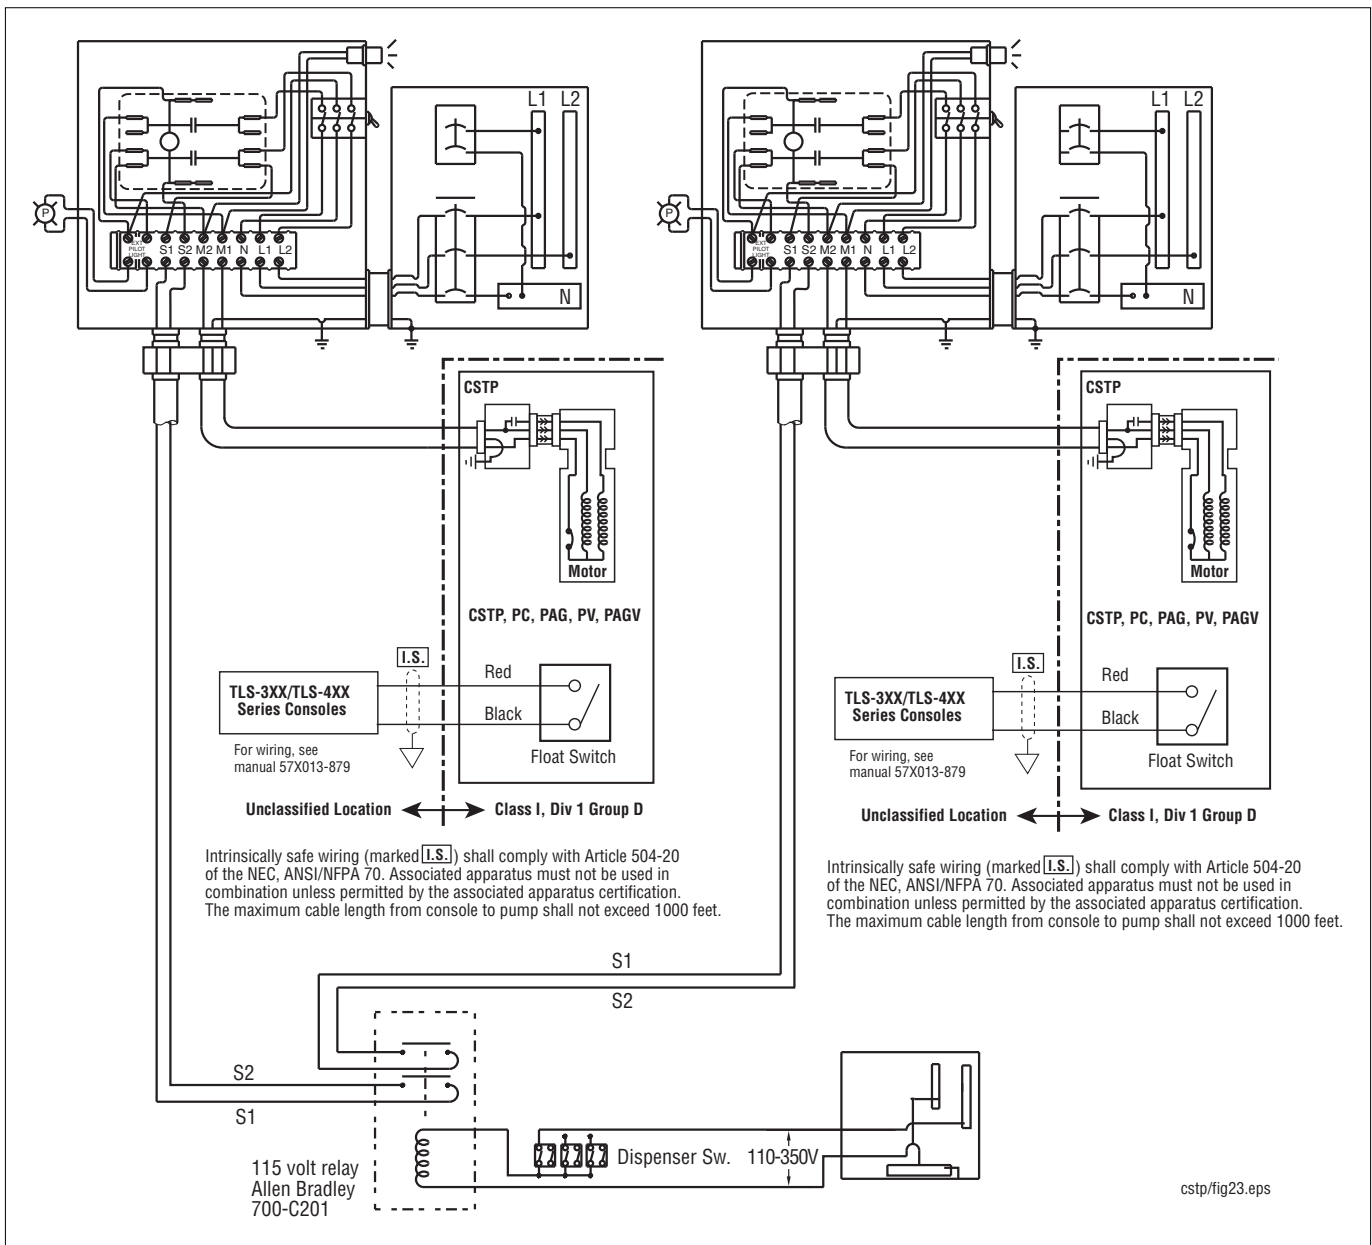 L1 L2
P
EXT
PILOT
LIGHT
S1 S2 M2 M1 N L1 L2
N
L1 L2
P
EXT
PILOT
LIGHT
S1 S2 M2 M1 N L1 L2
N
CSTP
Motor
CSTP, PC, PAG, PV, PAGV
I.S.
TLS-3XX/TLS-4XX
Series Consoles
Red
Black
For wiring, see
manual 57X013-879
Float Switch
Unclassified Location
Class I, Div 1 Group D
Intrinsically safe wiring (marked I.S. ) shall comply with Article 504-20
of the NEC, ANSI/NFPA 70. Associated apparatus must not be used in
combination unless permitted by the associated apparatus certification.
The maximum cable length from console to pump shall not exceed 1000 feet.
CSTP
Motor
CSTP, PC, PAG, PV, PAGV
I.S.
TLS-3XX/TLS-4XX
Series Consoles
Red
Black
For wiring, see
manual 57X013-879
Float Switch
Unclassified Location
Class I, Div 1 Group D
Intrinsically safe wiring (marked I.S. ) shall comply with Article 504-20
of the NEC, ANSI/NFPA 70. Associated apparatus must not be used in
combination unless permitted by the associated apparatus certification.
The maximum cable length from console to pump shall not exceed 1000 feet.
S1
S2
S2
S1
Dispenser Sw.
110-350V
115 volt relay
Allen Bradley
700-C201
cstp/fig23.eps